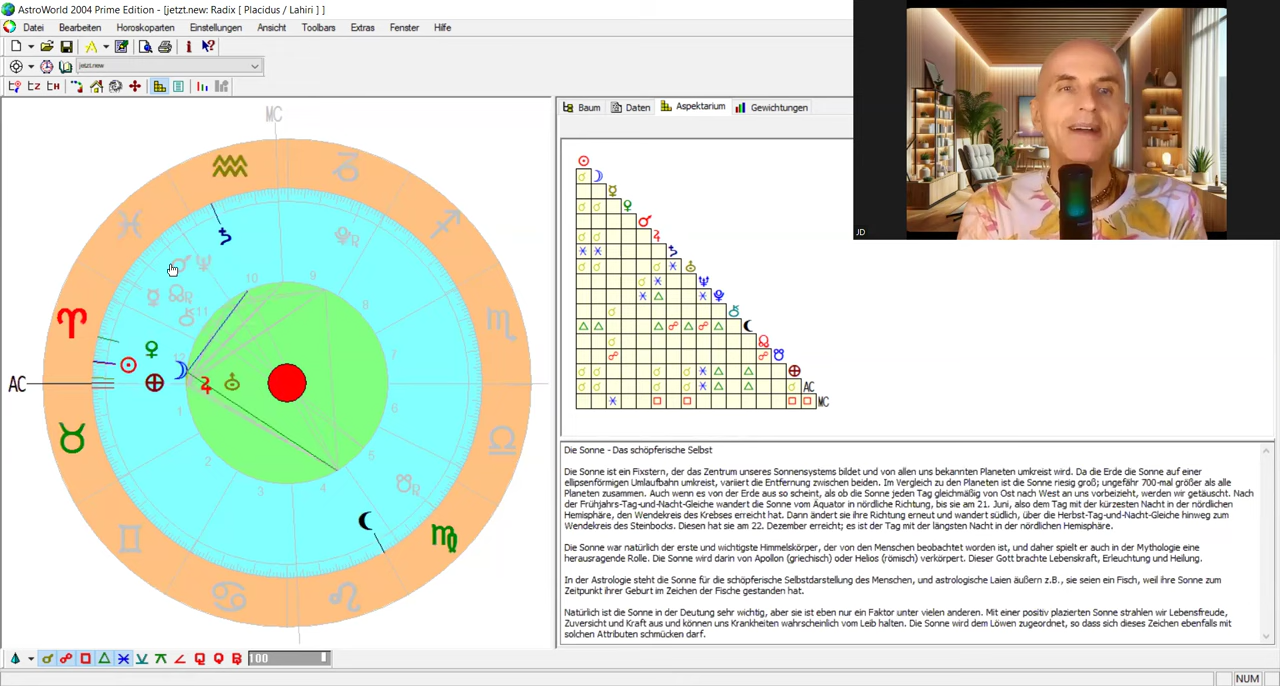 AstroWorld 2004 Prime Edition - [jetzt.new: Radix [ Placidus / Lahiri ] ]
Datei Bearbeiten Horoskoparten Einstellungen Ansicht Toolbars Extras Fenster Hilfe
jetzt.new
Baum Daten Aspektarium Gewichtungen
MC
10 9
11 8
12 7
AC
1 6
2 5
3 4
AC
MC
JD
Die Sonne - Das schöpferische Selbst
Die Sonne ist ein Fixstern, der das Zentrum unseres Sonnensystems bildet und von allen uns bekannten Planeten umkreist wird. Da die Erde die Sonne auf einer
ellipsenförmigen Umlaufbahn umkreist, variiert die Entfernung zwischen beiden. Im Vergleich zu den Planeten ist die Sonne riesig groß; ungefähr 700-mal größer als alle
Planeten zusammen. Auch wenn es von der Erde aus so scheint, als ob die Sonne jeden Tag gleichmäßig von Ost nach West an uns vorbeizieht, werden wir getäuscht. Nach
der Frühjahrs-Tag-und-Nacht-Gleiche wandert die Sonne vom Äquator in nördliche Richtung, bis sie am 21. Juni, also dem Tag mit der kürzesten Nacht in der nördlichen
Hemisphäre, den Wendekreis des Krebses erreicht hat. Dann ändert sie ihre Richtung erneut und wandert südlich, über die Herbst-Tag-und-Nacht-Gleiche hinweg zum
Wendekreis des Steinbocks. Diesen hat sie am 22. Dezember erreicht; es ist der Tag mit der längsten Nacht in der nördlichen Hemisphäre.
Die Sonne war natürlich der erste und wichtigste Himmelskörper, der von den Menschen beobachtet worden ist, und daher spielt er auch in der Mythologie eine
herausragende Rolle. Die Sonne wird darin von Apollon (griechisch) oder Helios (römisch) verkörpert. Dieser Gott brachte Lebenskraft, Erleuchtung und Heilung.
In der Astrologie steht die Sonne für die schöpferische Selbstdarstellung des Menschen, und astrologische Laien äußern z.B., sie seien ein Fisch, weil ihre Sonne zum
Zeitpunkt ihrer Geburt im Zeichen der Fische gestanden hat.
Natürlich ist die Sonne in der Deutung sehr wichtig, aber sie ist eben nur ein Faktor unter vielen anderen. Mit einer positiv plazierten Sonne strahlen wir Lebensfreude,
Zuversicht und Kraft aus und können uns Krankheiten wahrscheinlich vom Leib halten. Die Sonne wird dem Löwen zugeordnet, so dass sich dieses Zeichen ebenfalls mit
solchen Attributen schmücken darf.
100
NUM